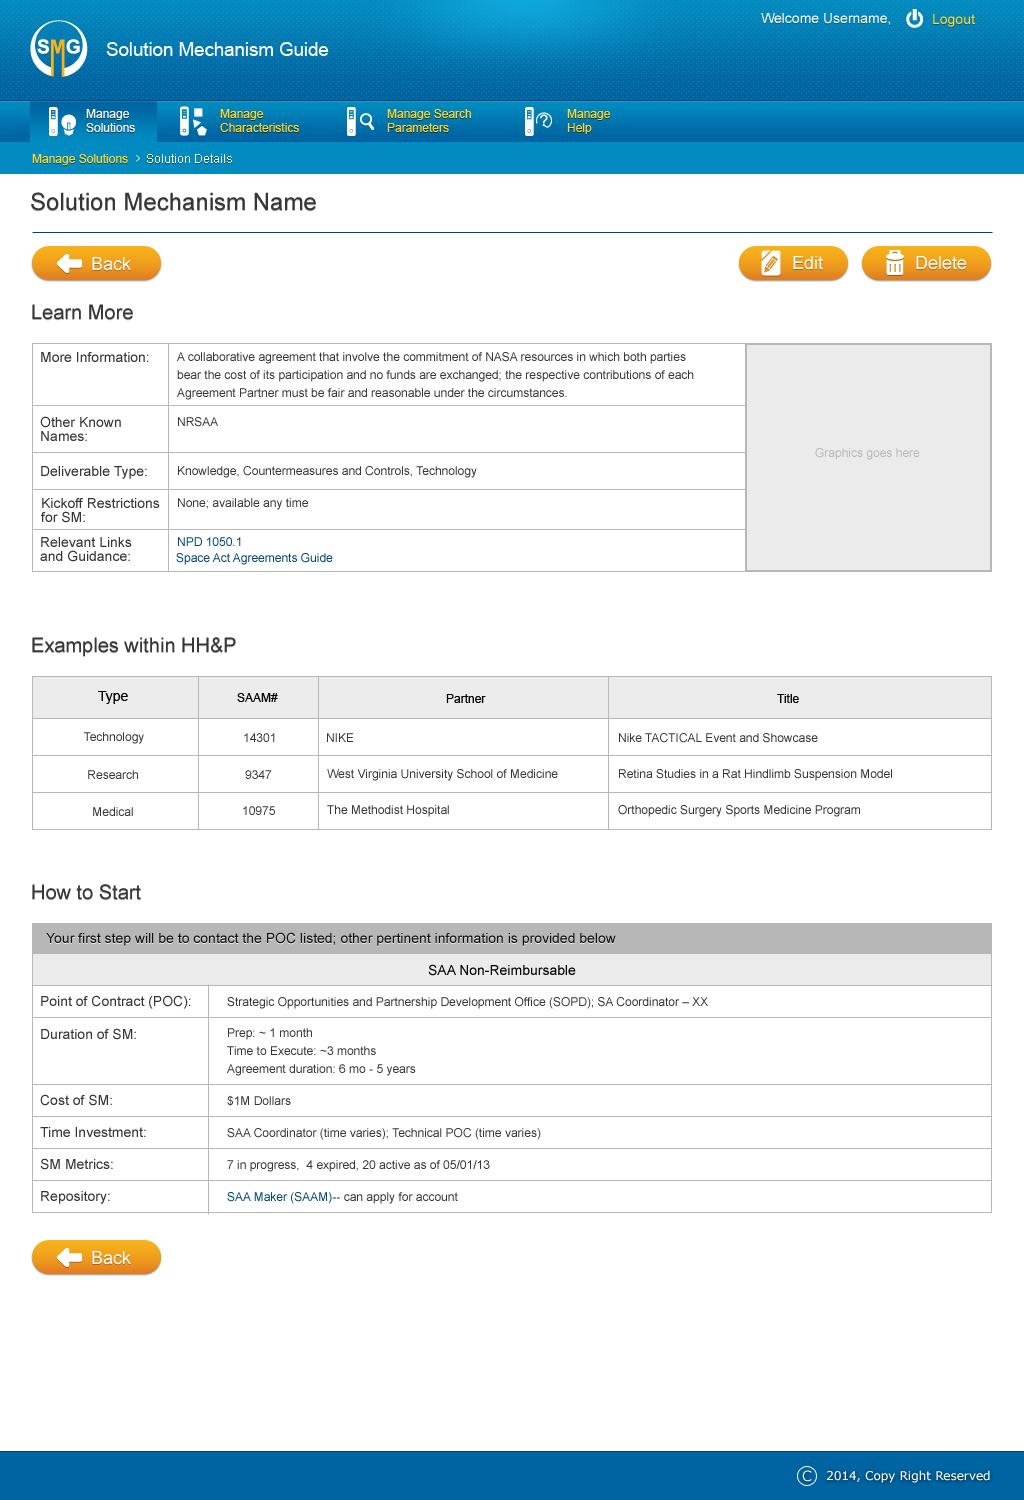 Welcome Username,
Logout
SMG
Solution Mechanism Guide
Manage
Solutions
Manage
Characteristics
Manage Search
Parameters
Manage
Help
Manage Solutions > Solution Details
Solution Mechanism Name
Back
Edit
Delete
Learn More
More Information:
A collaborative agreement that involve the commitment of NASA resources in which both parties
bear the cost of its participation and no funds are exchanged; the respective contributions of each
Agreement Partner must be fair and reasonable under the circumstances.
Graphics goes here
Other Known
Names:
NRSAA
Deliverable Type:
Knowledge, Countermeasures and Controls, Technology
Kickoff Restrictions
for SM:
None; available any time
Relevant Links
and Guidance:
NPD 1050.1
Space Act Agreements Guide
Examples within HH&P
Type SAAM# Partner Title
Technology 14301 NIKE Nike TACTICAL Event and Showcase
Research 9347 West Virginia University School of Medicine Retina Studies in a Rat Hindlimb Suspension Model
Medical 10975 The Methodist Hospital Orthopedic Surgery Sports Medicine Program
How to Start
Your first step will be to contact the POC listed; other pertinent information is provided below
SAA Non-Reimbursable
Point of Contract (POC): Strategic Opportunities and Partnership Development Office (SOPD); SA Coordinator – XX
Duration of SM: Prep: ~ 1 month
Time to Execute: ~3 months
Agreement duration: 6 mo - 5 years
Cost of SM: $1M Dollars
Time Investment: SAA Coordinator (time varies); Technical POC (time varies)
SM Metrics: 7 in progress, 4 expired, 20 active as of 05/01/13
Repository: SAA Maker (SAAM)-- can apply for account
Back
© 2014, Copy Right Reserved